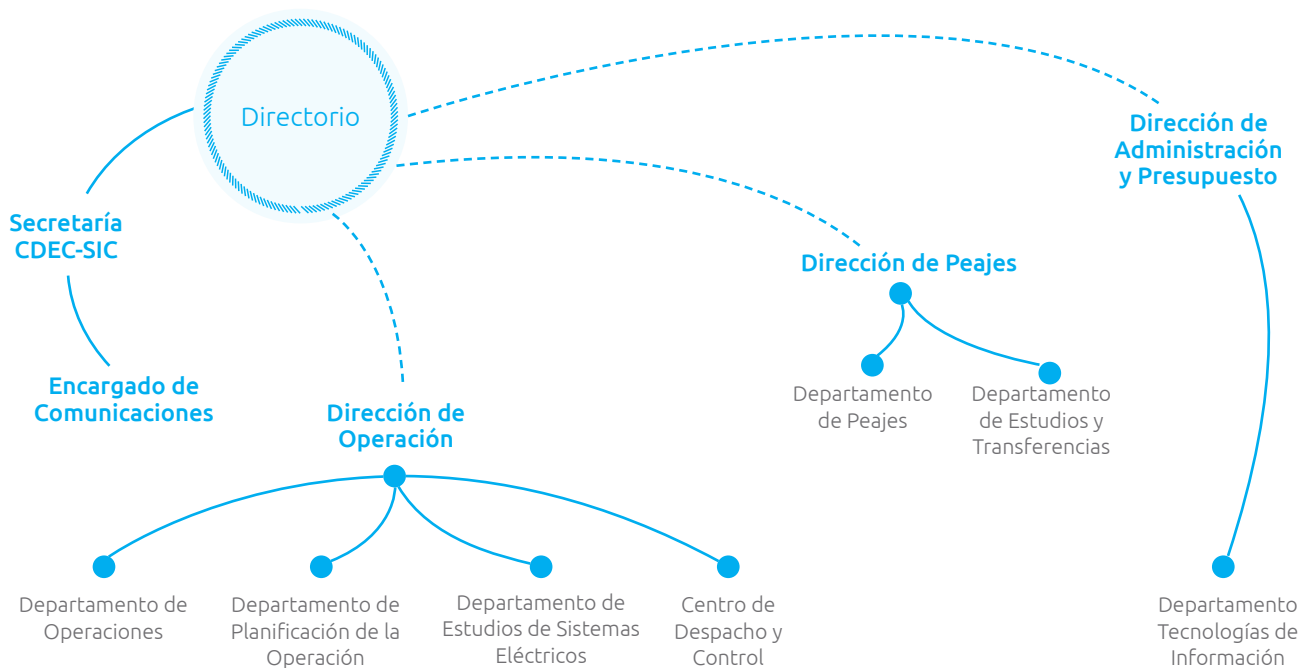 Directorio
Dirección de
Administración
y Presupuesto
Secretaría
CDEC-SIC
Dirección de Peajes
Encargado de
Comunicaciones
Dirección de
Operación
Departamento
de Peajes
Departamento
de Estudios y
Transferencias
Departamento de
Operaciones
Departamento de
Planificación de la
Operación
Departamento de
Estudios de Sistemas
Eléctricos
Centro de
Despacho y
Control
Departamento
Tecnologías de
Información